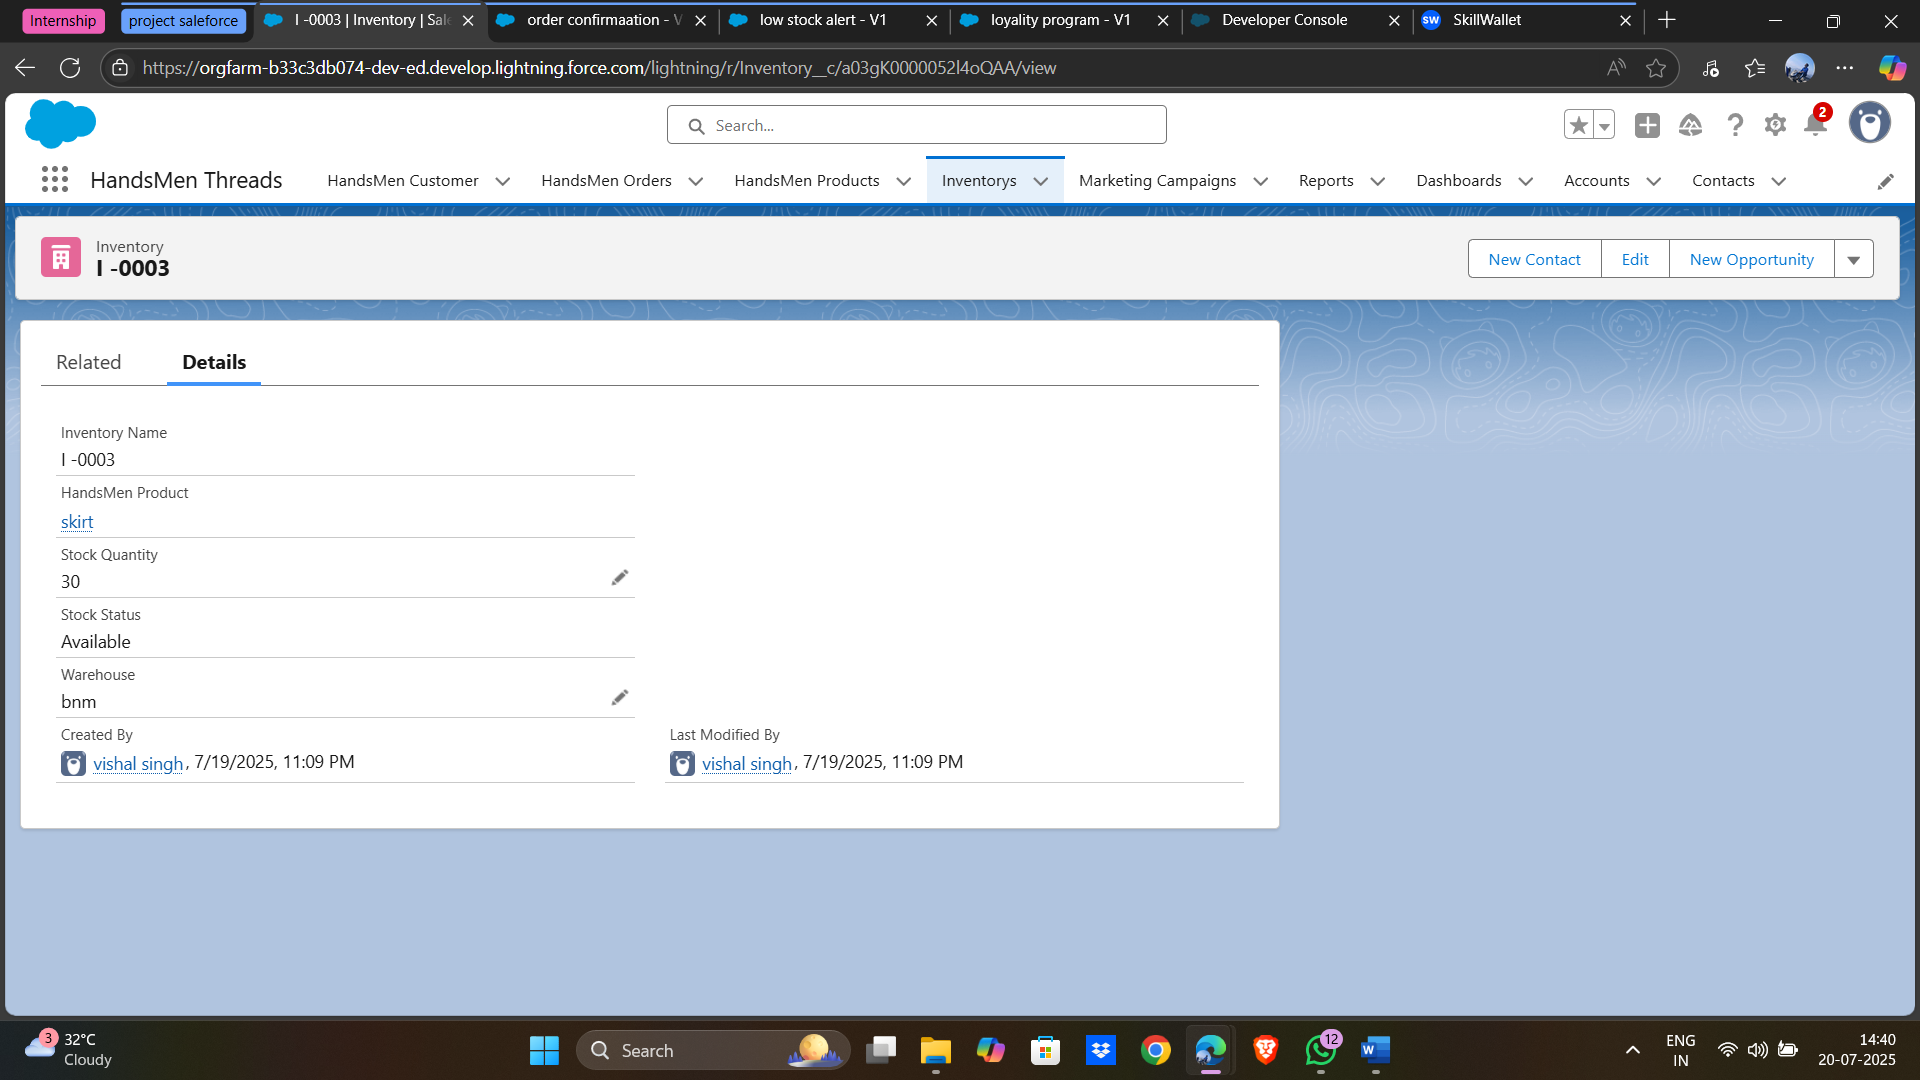 Internship
project saleforce
I -0003 | Inventory | Sale
order confirmaation - V
low stock alert - V1
loyality program - V1
Developer Console
SW SkillWallet
https://orgfarm-b33c3db074-dev-ed.develop.lightning.force.com/lightning/r/Inventory__c/a03gK0000052l4oQAA/view
Search...
2
HandsMen Threads
HandsMen Customer
HandsMen Orders
HandsMen Products
Inventorys
Marketing Campaigns
Reports
Dashboards
Accounts
Contacts
Inventory
I -0003
New Contact
Edit
New Opportunity
Related
Details
Inventory Name
I -0003
HandsMen Product
skirt
Stock Quantity
30
Stock Status
Available
Warehouse
bnm
Created By
vishal singh, 7/19/2025, 11:09 PM
Last Modified By
vishal singh, 7/19/2025, 11:09 PM
3
32°C
Cloudy
Search
12
W
ENG
IN
14:40
20-07-2025